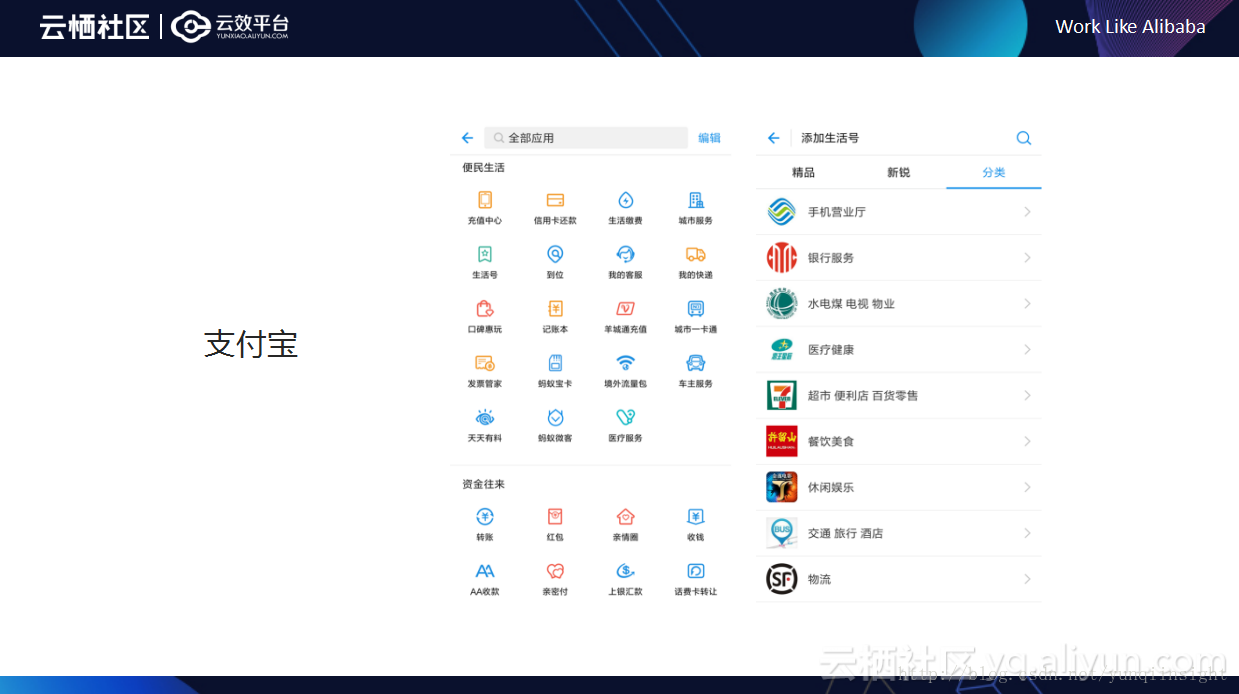 云栖社区 云效平台 YUNXIAO.ALIYUN.COM Work Like Alibaba
支付宝
全部应用 编辑
便民生活
充值中心 信用卡还款 生活缴费 城市服务
生活号 到位 我的客服 我的快递
口碑惠玩 记账本 羊城通充值 城市一卡通
发票管家 蚂蚁宝卡 境外流量包 车主服务
天天有料 蚂蚁微客 医疗服务
资金往来
转账 红包 亲情圈 收钱
AA AA收款 亲密付 上银汇款 话费卡转让
添加生活号
精品 新锐 分类
手机营业厅
银行服务
水电煤 电视 物业
医疗健康
7 ELEVEN 超市 便利店 百货零售
許留山 HUILAUSHAN 餐饮美食
休闲娱乐
BUS 交通 旅行 酒店
SF 物流
云栖社区 yq.aliyun.com
http://blog.csdn.net/yunqiinsight